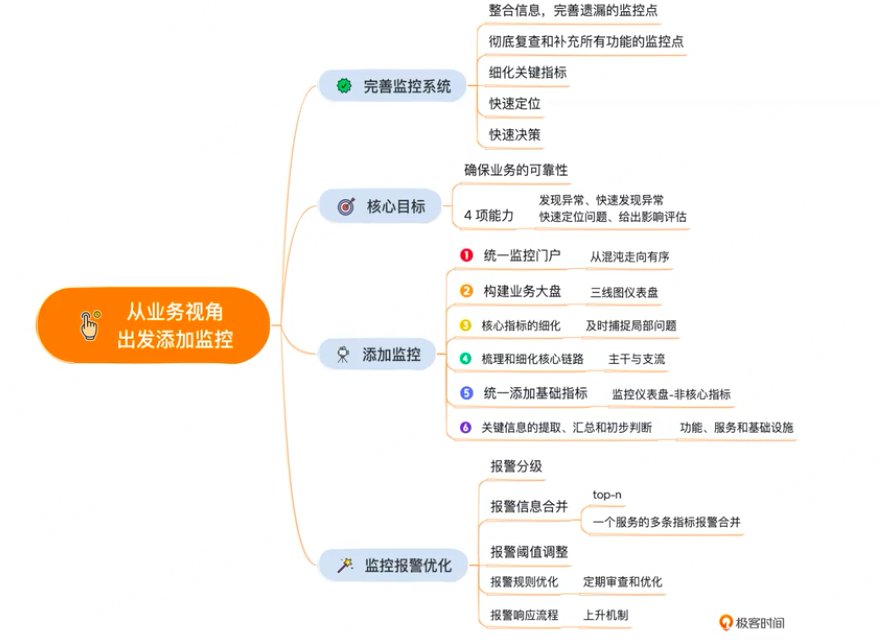 整合信息，完善遗漏的监控点
彻底复查和补充所有功能的监控点
完善监控系统
细化关键指标
快速定位
快速决策
确保业务的可靠性
核心目标
4 项能力
发现异常、快速发现异常
快速定位问题、给出影响评估
从业务视角
出发添加监控
添加监控
1 统一监控门户 从混沌走向有序
2 构建业务大盘 三线图仪表盘
3 核心指标的细化 及时捕捉局部问题
4 梳理和细化核心链路 主干与支流
5 统一添加基础指标 监控仪表盘-非核心指标
6 关键信息的提取、汇总和初步判断 功能、服务和基础设施
监控报警优化
报警分级
报警信息合并
top-n
一个服务的多条指标报警合并
报警阈值调整
报警规则优化 定期审查和优化
报警响应流程 上升机制
极客时间